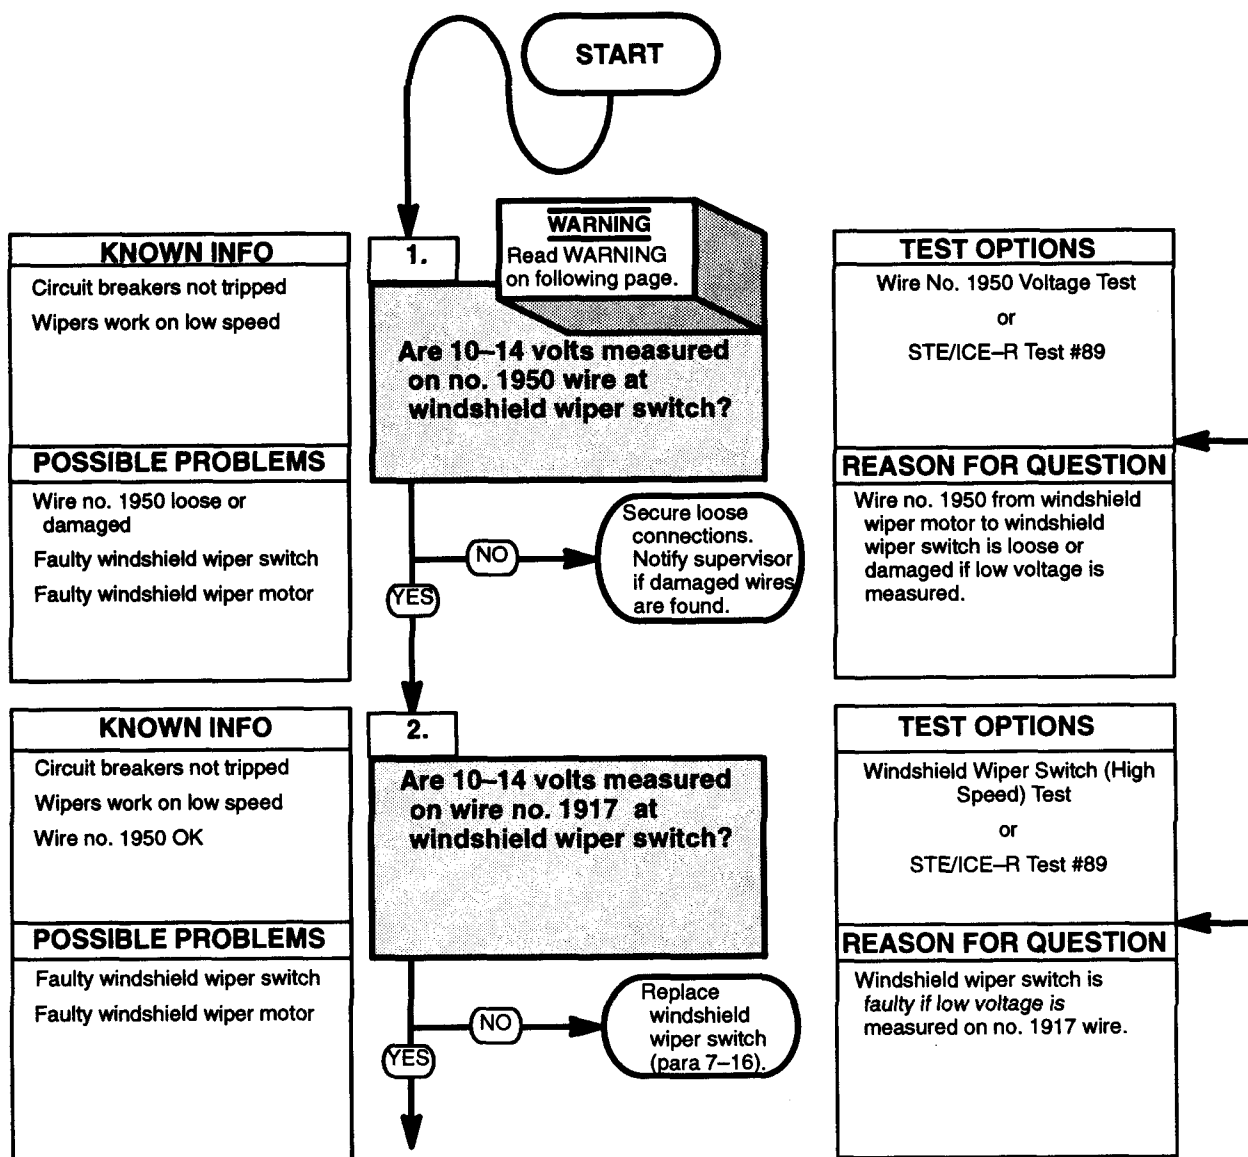 START
WARNING
Read WARNING
on following page.
KNOWN INFO
Circuit breakers not tripped
Wipers work on low speed
POSSIBLE PROBLEMS
Wire no. 1950 loose or
damaged
Faulty windshield wiper switch
Faulty windshield wiper motor
1.
Are 10–14 volts measured
on no. 1950 wire at
windshield wiper switch?
NO
Secure loose
connections.
Notify supervisor
if damaged wires
are found.
YES
TEST OPTIONS
Wire No. 1950 Voltage Test
or
STE/ICE–R Test #89
REASON FOR QUESTION
Wire no. 1950 from windshield
wiper motor to windshield
wiper switch is loose or
damaged if low voltage is
measured.
KNOWN INFO
Circuit breakers not tripped
Wipers work on low speed
Wire no. 1950 OK
POSSIBLE PROBLEMS
Faulty windshield wiper switch
Faulty windshield wiper motor
2.
Are 10–14 volts measured
on wire no. 1917 at
windshield wiper switch?
NO
Replace
windshield
wiper switch
(para 7–16).
YES
TEST OPTIONS
Windshield Wiper Switch (High
Speed) Test
or
STE/ICE–R Test #89
REASON FOR QUESTION
Windshield wiper switch is
faulty if low voltage is
measured on no. 1917 wire.